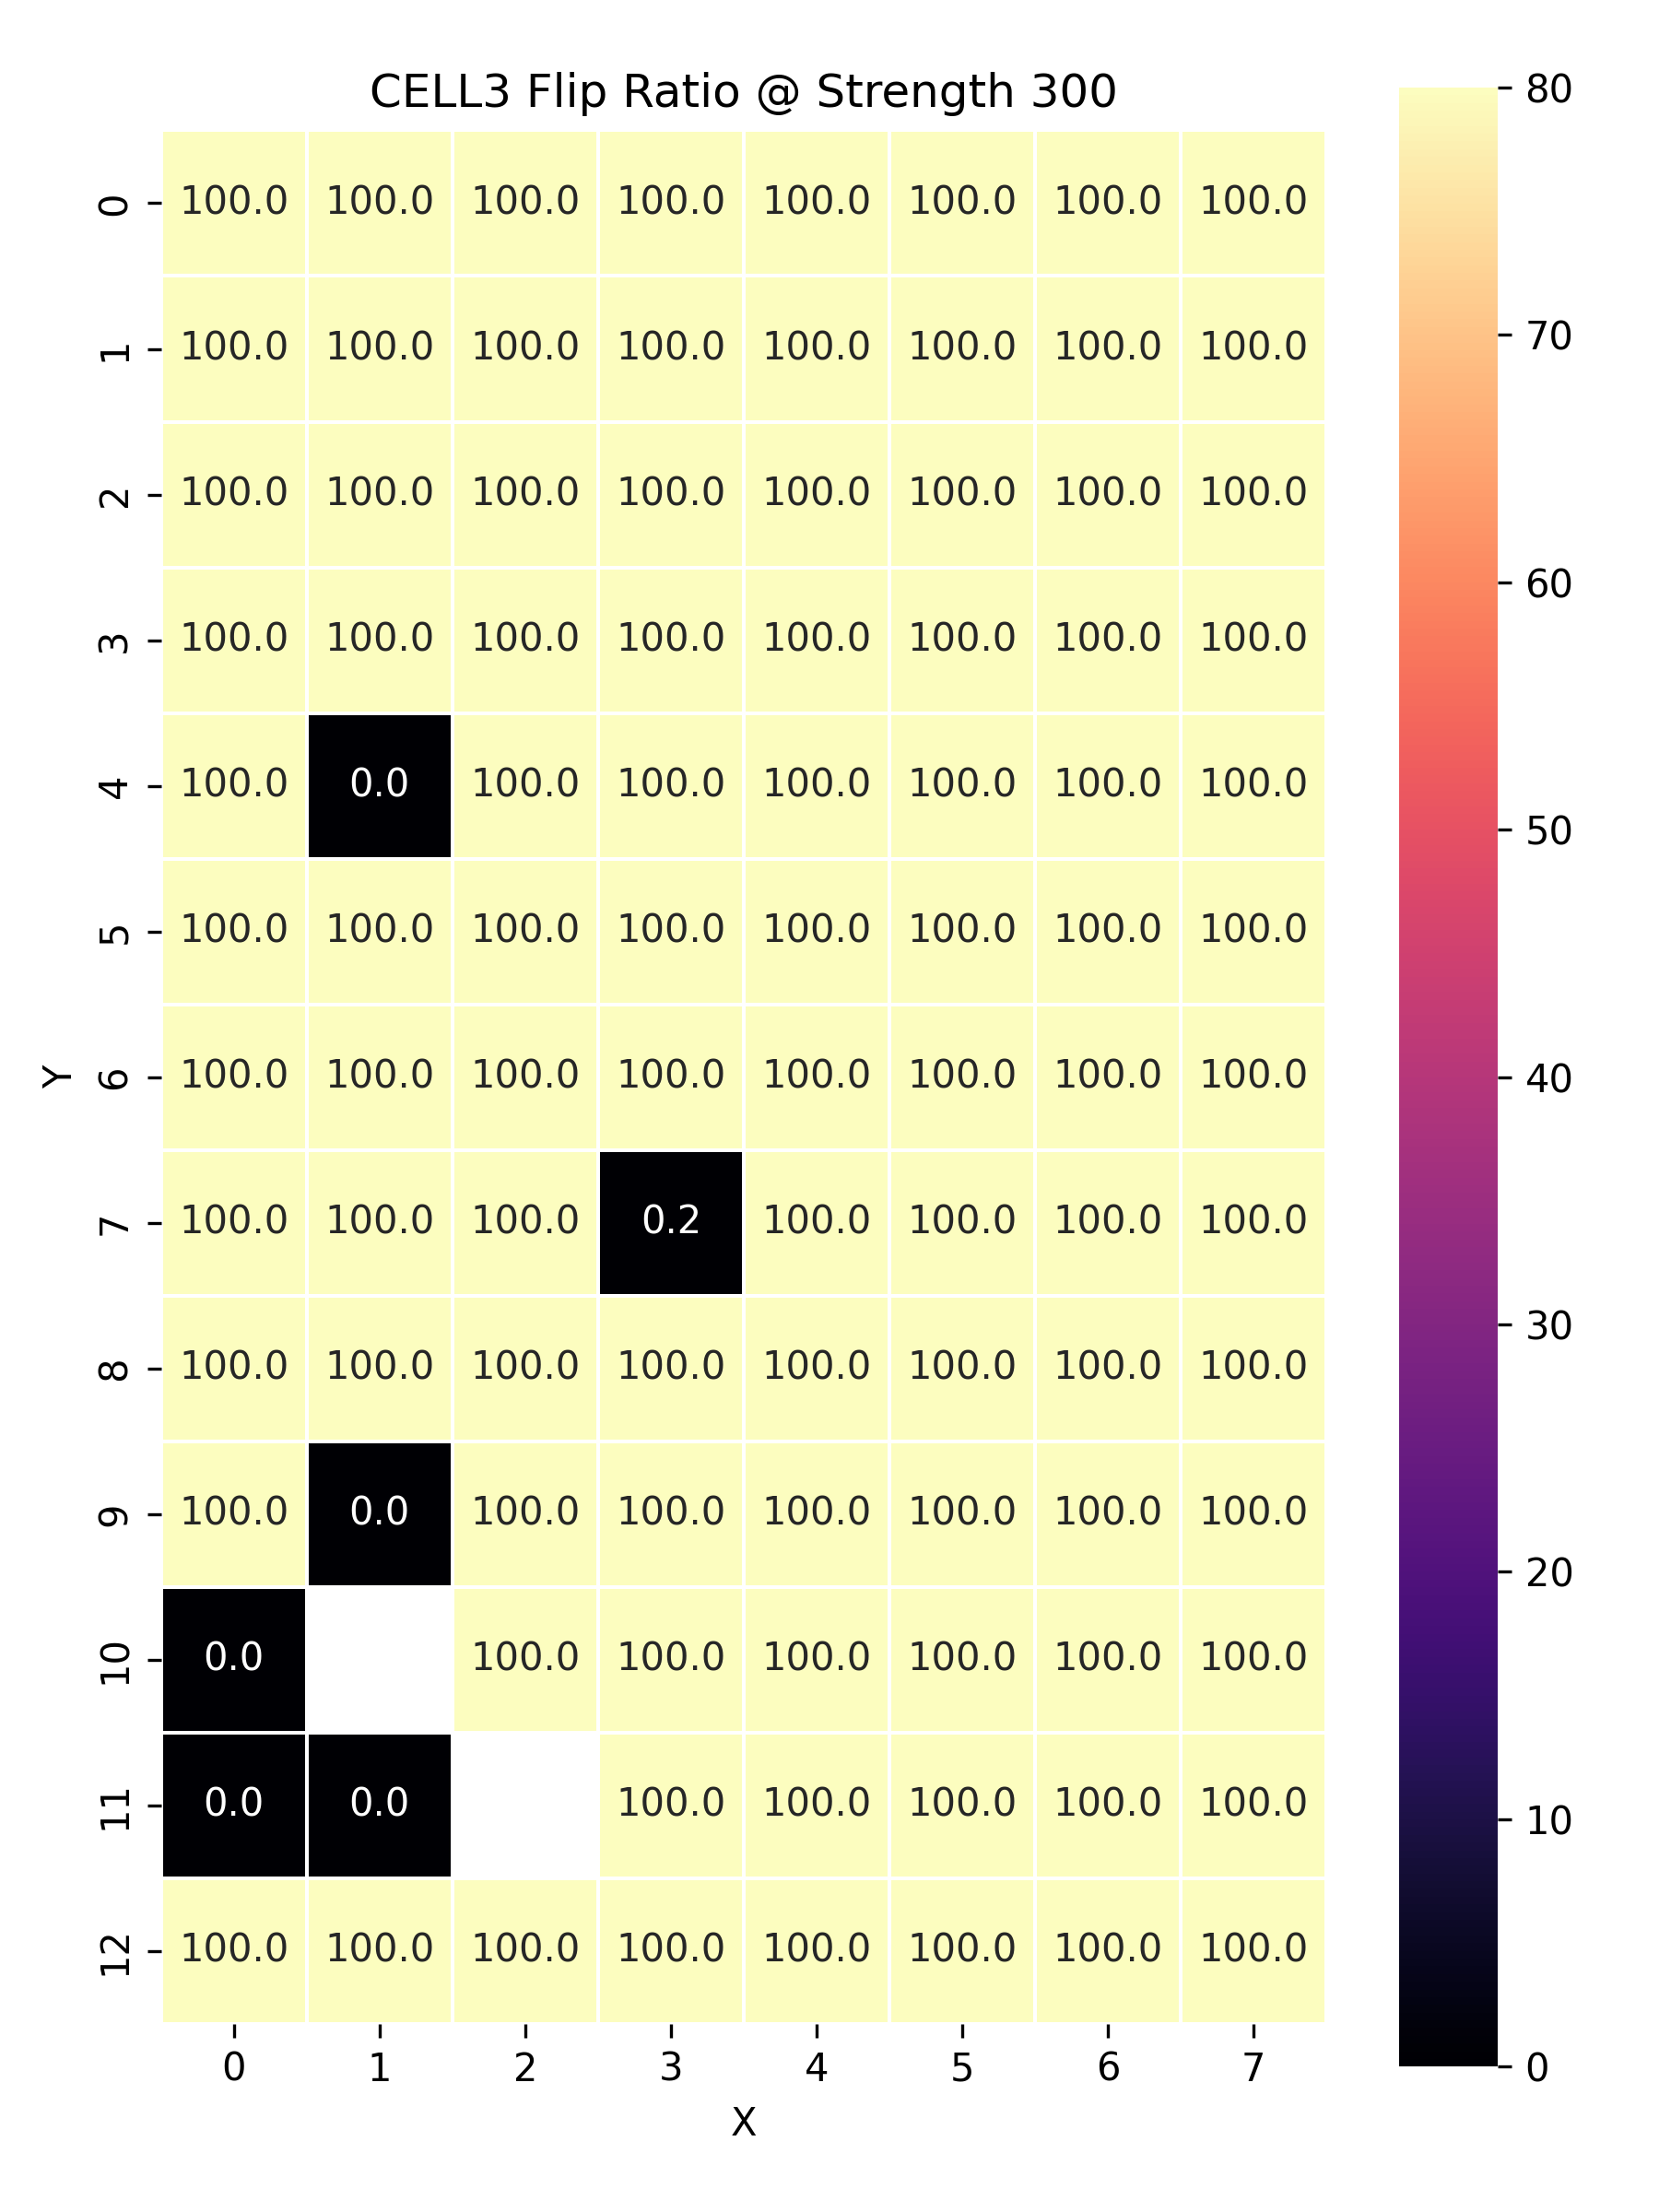 CELL3 Flip Ratio @ Strength 300
80
0 100.0 100.0 100.0 100.0 100.0 100.0 100.0 100.0
1 100.0 100.0 100.0 100.0 100.0 100.0 100.0 100.0
70
2 100.0 100.0 100.0 100.0 100.0 100.0 100.0 100.0
60
3 100.0 100.0 100.0 100.0 100.0 100.0 100.0 100.0
4 100.0 0.0 100.0 100.0 100.0 100.0 100.0 100.0
50
5 100.0 100.0 100.0 100.0 100.0 100.0 100.0 100.0
Y
6 100.0 100.0 100.0 100.0 100.0 100.0 100.0 100.0
40
7 100.0 100.0 100.0 0.2 100.0 100.0 100.0 100.0
30
8 100.0 100.0 100.0 100.0 100.0 100.0 100.0 100.0
9 100.0 0.0 100.0 100.0 100.0 100.0 100.0 100.0
20
10 0.0 100.0 100.0 100.0 100.0 100.0 100.0
11 0.0 0.0 100.0 100.0 100.0 100.0 100.0
10
12 100.0 100.0 100.0 100.0 100.0 100.0 100.0 100.0
0
0 1 2 3 4 5 6 7
X